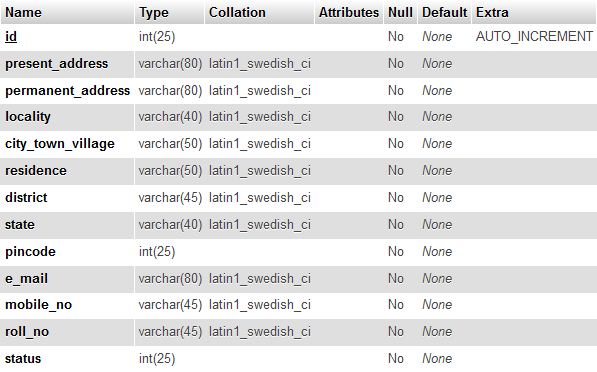 Name Type Collation Attributes Null Default Extra
id int(25) No None AUTO_INCREMENT
present_address varchar(80) latin1_swedish_ci No None
permanent_address varchar(80) latin1_swedish_ci No None
locality varchar(40) latin1_swedish_ci No None
city_town_village varchar(50) latin1_swedish_ci No None
residence varchar(50) latin1_swedish_ci No None
district varchar(45) latin1_swedish_ci No None
state varchar(40) latin1_swedish_ci No None
pincode int(25) No None
e_mail varchar(80) latin1_swedish_ci No None
mobile_no varchar(45) latin1_swedish_ci No None
roll_no varchar(45) latin1_swedish_ci No None
status int(25) No None